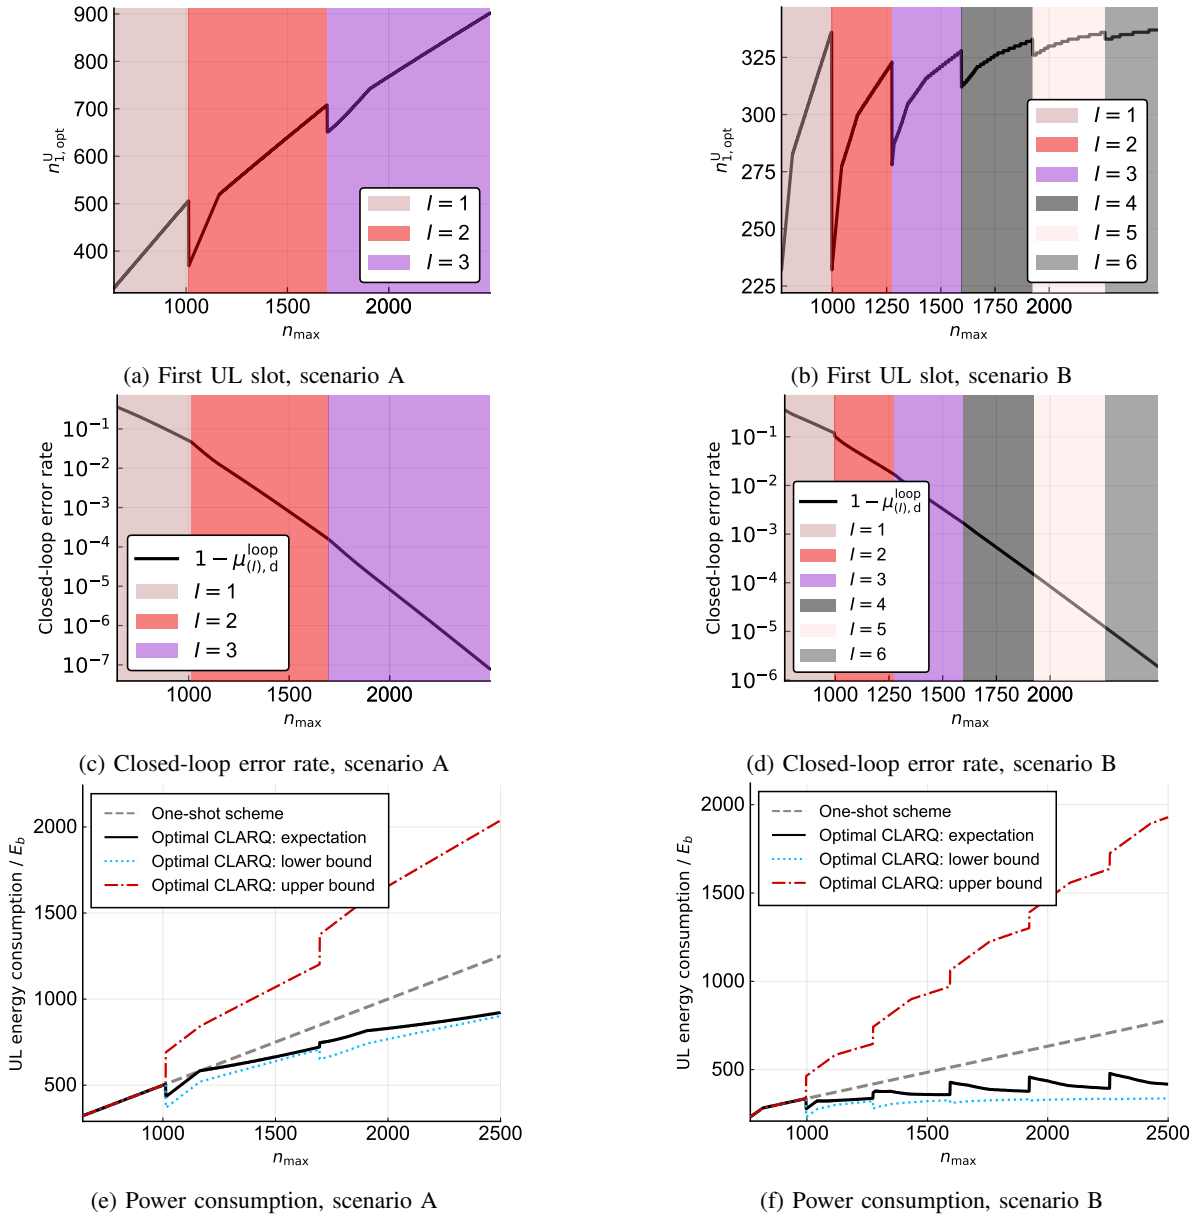 900
800
700
600
500
400
n^U_{1, opt}
1000
1500
2000
n_max
l = 1
l = 2
l = 3
(a) First UL slot, scenario A
325
300
275
250
225
n^U_{1, opt}
1000
1250
1500
1750
2000
n_max
l = 1
l = 2
l = 3
l = 4
l = 5
l = 6
(b) First UL slot, scenario B
10^{-1}
10^{-2}
10^{-3}
10^{-4}
10^{-5}
10^{-6}
10^{-7}
Closed-loop error rate
1 − μ^{loop}_{(l), d}
l = 1
l = 2
l = 3
1000
1500
2000
n_max
(c) Closed-loop error rate, scenario A
10^{-1}
10^{-2}
10^{-3}
10^{-4}
10^{-5}
10^{-6}
Closed-loop error rate
1 − μ^{loop}_{(l), d}
l = 1
l = 2
l = 3
l = 4
l = 5
l = 6
1000
1250
1500
1750
2000
n_max
(d) Closed-loop error rate, scenario B
2000
1500
1000
500
UL energy consumption / E_b
One-shot scheme
Optimal CLARQ: expectation
Optimal CLARQ: lower bound
Optimal CLARQ: upper bound
1000
1500
2000
2500
n_max
(e) Power consumption, scenario A
2000
1500
1000
500
UL energy consumption / E_b
One-shot scheme
Optimal CLARQ: expectation
Optimal CLARQ: lower bound
Optimal CLARQ: upper bound
1000
1500
2000
2500
n_max
(f) Power consumption, scenario B